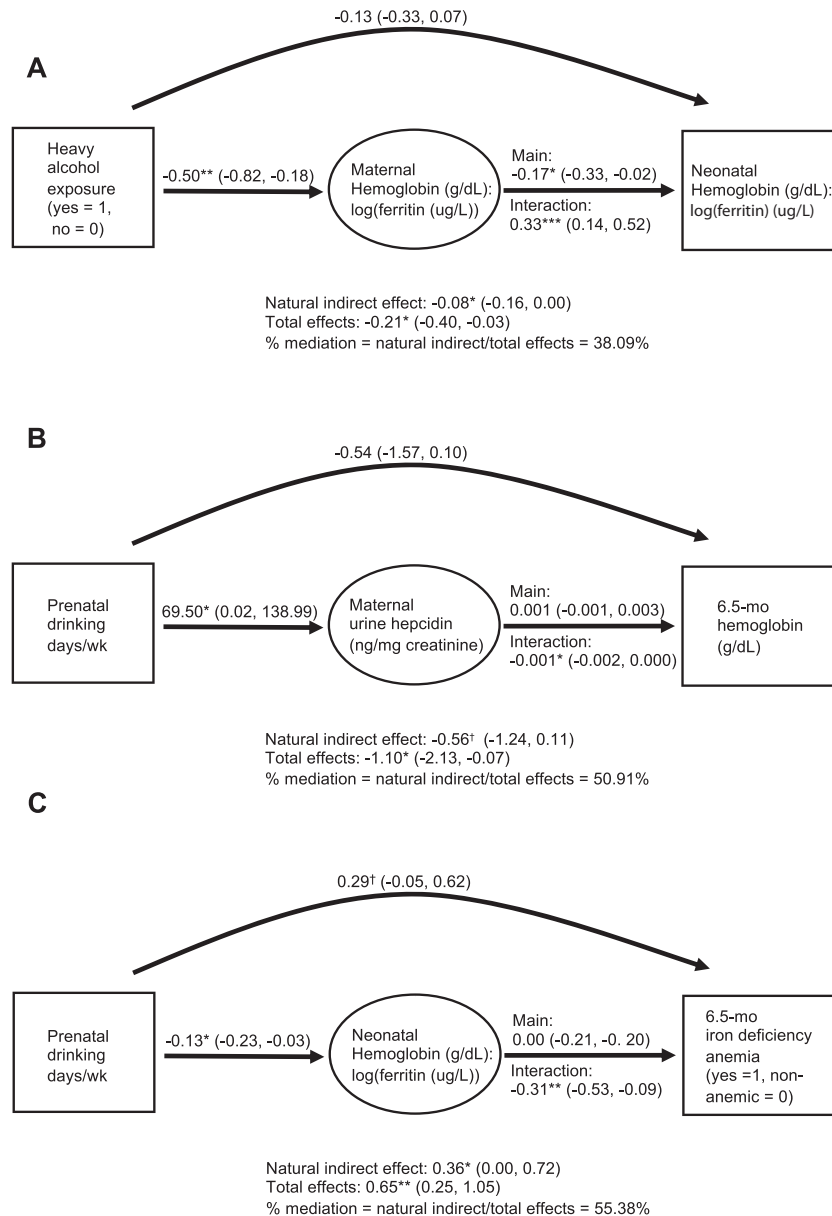 -0.13 (-0.33, 0.07)
A
Heavy
alcohol
exposure
(yes = 1,
no = 0)
-0.50** (-0.82, -0.18)
Maternal
Hemoglobin (g/dL):
log(ferritin (ug/L))
Main:
-0.17* (-0.33, -0.02)
Interaction:
0.33*** (0.14, 0.52)
Neonatal
Hemoglobin (g/dL):
log(ferritin) (ug/L)
Natural indirect effect: -0.08* (-0.16, 0.00)
Total effects: -0.21* (-0.40, -0.03)
% mediation = natural indirect/total effects = 38.09%
B
-0.54 (-1.57, 0.10)
Prenatal
drinking
days/wk
69.50* (0.02, 138.99)
Maternal
urine hepcidin
(ng/mg creatinine)
Main:
0.001 (-0.001, 0.003)
Interaction:
-0.001* (-0.002, 0.000)
6.5-mo
hemoglobin
(g/dL)
Natural indirect effect: -0.56† (-1.24, 0.11)
Total effects: -1.10* (-2.13, -0.07)
% mediation = natural indirect/total effects = 50.91%
C
0.29† (-0.05, 0.62)
Prenatal
drinking
days/wk
-0.13* (-0.23, -0.03)
Neonatal
Hemoglobin (g/dL):
log(ferritin (ug/L))
Main:
0.00 (-0.21, -0. 20)
Interaction:
-0.31** (-0.53, -0.09)
6.5-mo
iron deficiency
anemia
(yes =1, non-
anemic = 0)
Natural indirect effect: 0.36* (0.00, 0.72)
Total effects: 0.65** (0.25, 1.05)
% mediation = natural indirect/total effects = 55.38%